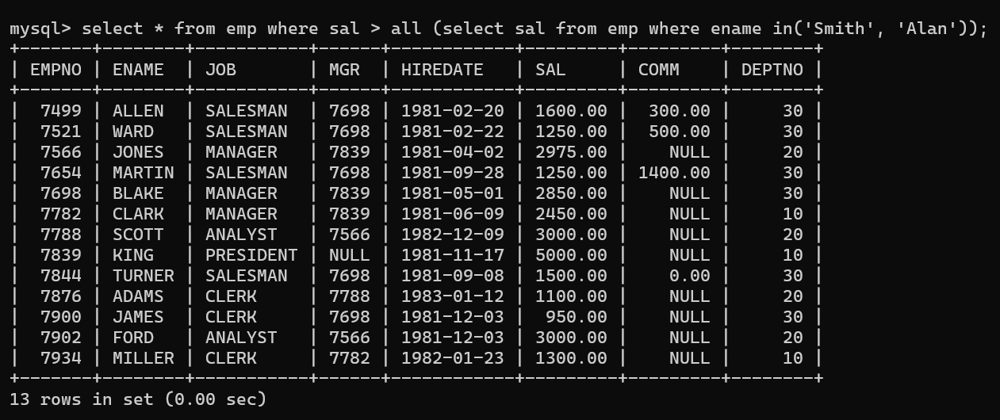 mysql> select * from emp where sal > all (select sal from emp where ename in('Smith', 'Alan'));
+-------+--------+-----------+------+------------+---------+---------+--------+
| EMPNO | ENAME  | JOB       | MGR  | HIREDATE   | SAL     | COMM    | DEPTNO |
+-------+--------+-----------+------+------------+---------+---------+--------+
|  7499 | ALLEN  | SALESMAN  | 7698 | 1981-02-20 | 1600.00 |  300.00 |     30 |
|  7521 | WARD   | SALESMAN  | 7698 | 1981-02-22 | 1250.00 |  500.00 |     30 |
|  7566 | JONES  | MANAGER   | 7839 | 1981-04-02 | 2975.00 |    NULL |     20 |
|  7654 | MARTIN | SALESMAN  | 7698 | 1981-09-28 | 1250.00 | 1400.00 |     30 |
|  7698 | BLAKE  | MANAGER   | 7839 | 1981-05-01 | 2850.00 |    NULL |     30 |
|  7782 | CLARK  | MANAGER   | 7839 | 1981-06-09 | 2450.00 |    NULL |     10 |
|  7788 | SCOTT  | ANALYST   | 7566 | 1982-12-09 | 3000.00 |    NULL |     20 |
|  7839 | KING   | PRESIDENT | NULL | 1981-11-17 | 5000.00 |    NULL |     10 |
|  7844 | TURNER | SALESMAN  | 7698 | 1981-09-08 | 1500.00 |    0.00 |     30 |
|  7876 | ADAMS  | CLERK     | 7788 | 1983-01-12 | 1100.00 |    NULL |     20 |
|  7900 | JAMES  | CLERK     | 7698 | 1981-12-03 |  950.00 |    NULL |     30 |
|  7902 | FORD   | ANALYST   | 7566 | 1981-12-03 | 3000.00 |    NULL |     20 |
|  7934 | MILLER | CLERK     | 7782 | 1982-01-23 | 1300.00 |    NULL |     10 |
+-------+--------+-----------+------+------------+---------+---------+--------+
13 rows in set (0.00 sec)